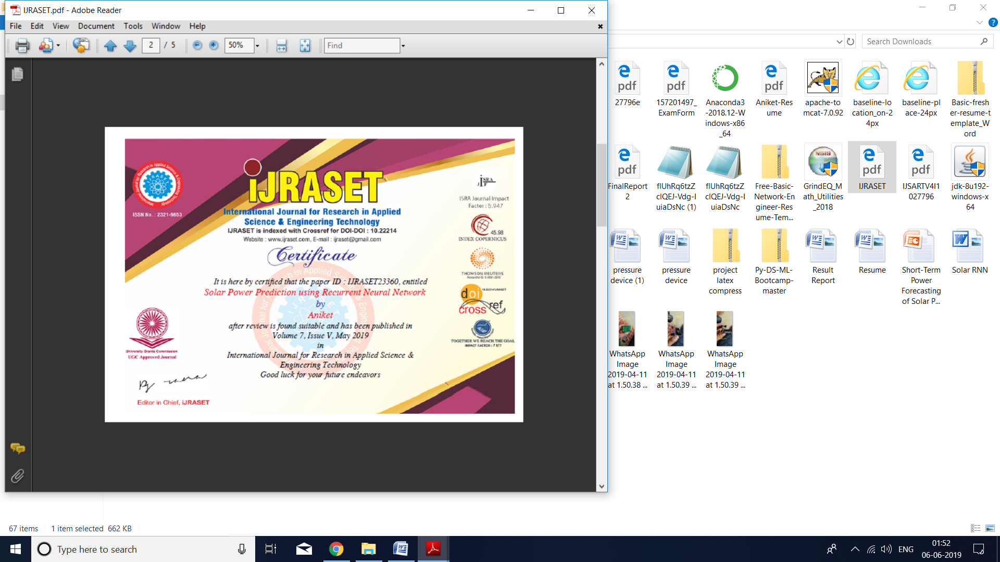 IJRASET.pdf - Adobe Reader
File Edit View Document Tools Window Help
2 / 5 50% Find
ISSN No. : 2321-9653
iJRASET
International Journal for Research in Applied
Science & Engineering Technology
IJRASET is indexed with Crossref for DOI-DOI : 10.22214
Website : www.ijraset.com, E-mail : ijraset@gmail.com
Certificate
It is here by certified that the paper ID : IJRASET23360, entitled
Solar Power Prediction using Recurrent Neural Network
by
Aniket
after review is found suitable and has been published in
Volume 7, Issue V, May 2019
in
International Journal for Research in Applied Science &
Engineering Technology
Good luck for your future endeavors
ISRA
JIF
ISRA Journal Impact
Factor : 5.947
45.98
INDEX COPERNICUS
THOMSON REUTERS
doi
cross ref
TOGETHER WE REACH THE GOAL
IMPACT FACTOR : 7.177
University Grants Commission
UGC Approved Journal
Editor in Chief, iJRASET
Search Downloads
27796e
157201497_
ExamForm
Anaconda3
-2018.12-W
indows-x86
_64
Aniket-Res
ume
apache-to
mcat-7.0.92
baseline-lo
cation_on-2
4px
baseline-pl
ace-24px
Basic-fresh
er-resume-t
emplate_W
ord
FinalReport
2
flUhRq6tzZ
clQEJ-Vdg-I
uiaDsNc (1)
flUhRq6tzZ
clQEJ-Vdg-I
uiaDsNc
Free-Basic-
Network-En
gineer-Res
ume-Tem...
GrindEQ_M
ath_Utilities
_2018
IJRASET
IJSARTV4I1
027796
jdk-8u192-
windows-x
64
pressure
device (1)
pressure
device
project
latex
compress
Py-DS-ML-
Bootcamp-
master
Result
Report
Resume
Short-Term
Power
Forecasting
of Solar P...
Solar RNN
WhatsApp
Image
2019-04-11
at 1.50.38 ...
WhatsApp
Image
2019-04-11
at 1.50.39 ...
WhatsApp
Image
2019-04-11
at 1.50.39 ...
67 items 1 item selected 662 KB
Type here to search
ENG
01:52
06-06-2019